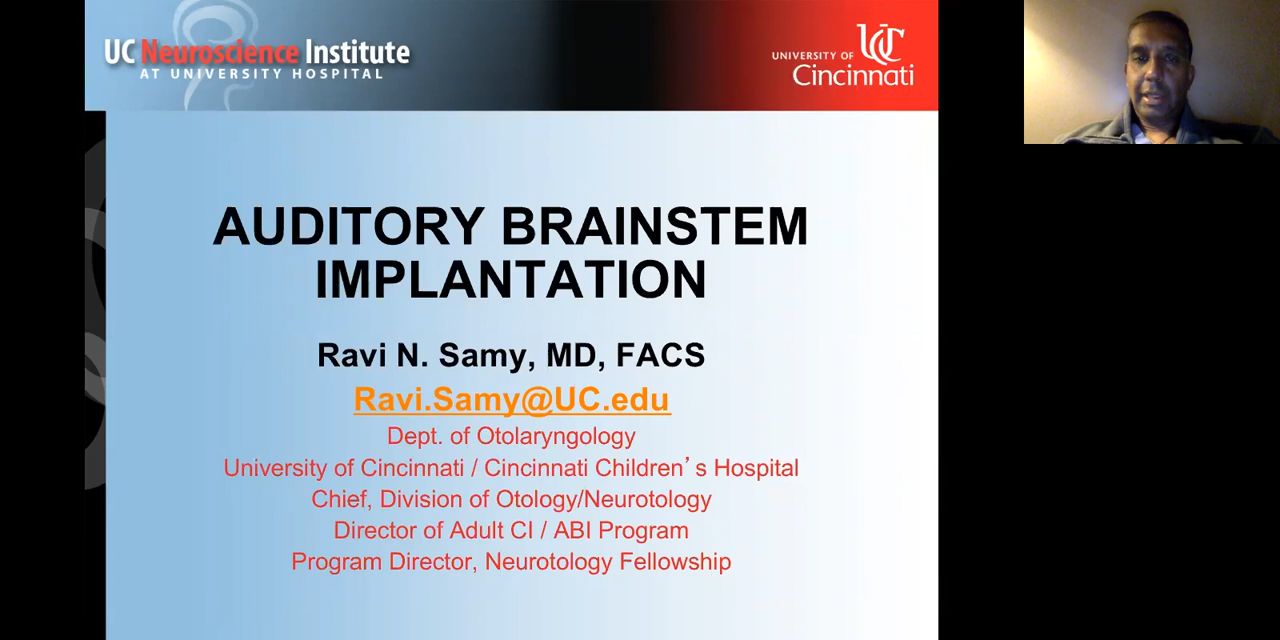 UC Neuroscience Institute
AT UNIVERSITY HOSPITAL
UNIVERSITY OF
UC
Cincinnati
AUDITORY BRAINSTEM
IMPLANTATION
Ravi N. Samy, MD, FACS
Ravi.Samy@UC.edu
Dept. of Otolaryngology
University of Cincinnati / Cincinnati Children’s Hospital
Chief, Division of Otology/Neurotology
Director of Adult CI / ABI Program
Program Director, Neurotology Fellowship